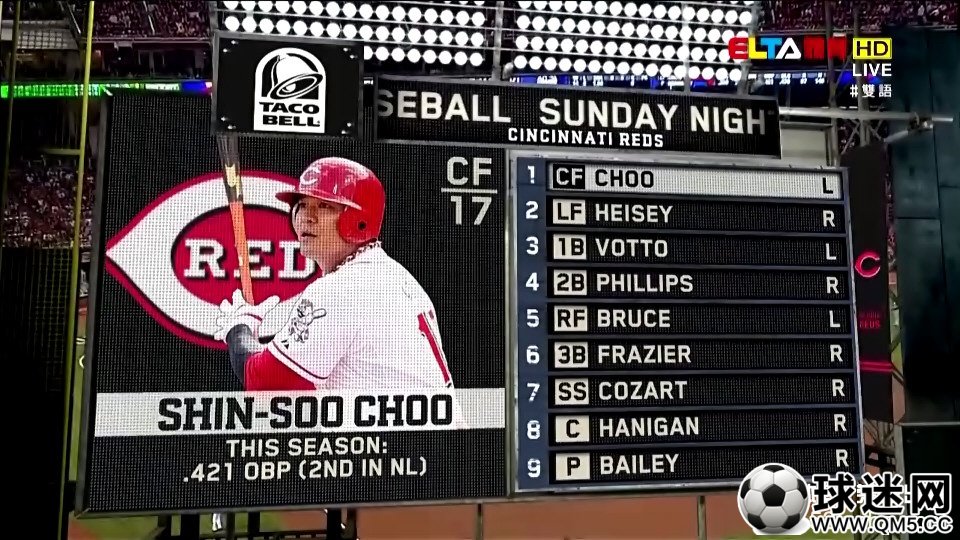 TACO
BELL
SEBALL SUNDAY NIGH
CINCINNATI REDS
ELTA
HD
LIVE
#雙語
CF
17
REDS
SHIN-SOO CHOO
THIS SEASON:
.421 OBP (2ND IN NL)
1 CF CHOO L
2 LF HEISEY R
3 1B VOTTO L
4 2B PHILLIPS R
5 RF BRUCE L
6 3B FRAZIER R
7 SS COZART R
8 C HANIGAN R
9 P BAILEY R
球迷网
WWW.QM5.CC